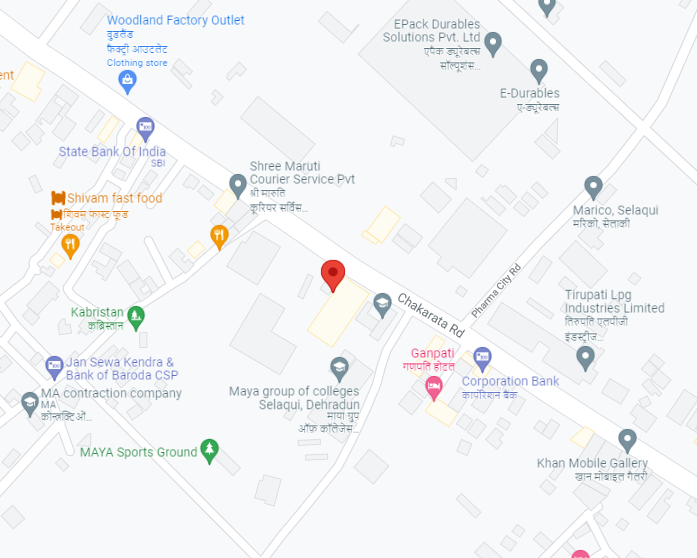 Woodland Factory Outlet
वुडलैंड
फैक्ट्री आउटलेट
Clothing store
EPack Durables
Solutions Pvt. Ltd
एपैक ड्यूरेबल्स
सॉल्यूशंस...
ent
E-Durables
ए-ड्यूरेबल्स
State Bank Of India
SBI
Shree Maruti
Courier Service Pvt
श्री मारुति
कूरियर सर्विस...
Shivam fast food
शिवम फास्ट फूड
Takeout
Marico, Selaqui
मरिको, सेलाकी
Pharma City Rd
Chakarata Rd
Tirupati Lpg
Industries Limited
तिरुपति एलपीजी
इंडस्ट्रीज...
Kabristan
कब्रिस्तान
Ganpati
गणपति होटल
Corporation Bank
कार्पोरेशन बैंक
Jan Sewa Kendra &
Bank of Baroda CSP
MA contraction company
MA
कोन्त्रक्टिओं...
Maya group of colleges
Selaqui, Dehradun
माया ग्रुप
ऑफ़ कॉलेजेस...
MAYA Sports Ground
Khan Mobile Gallery
खान मोबाइल गैलरी